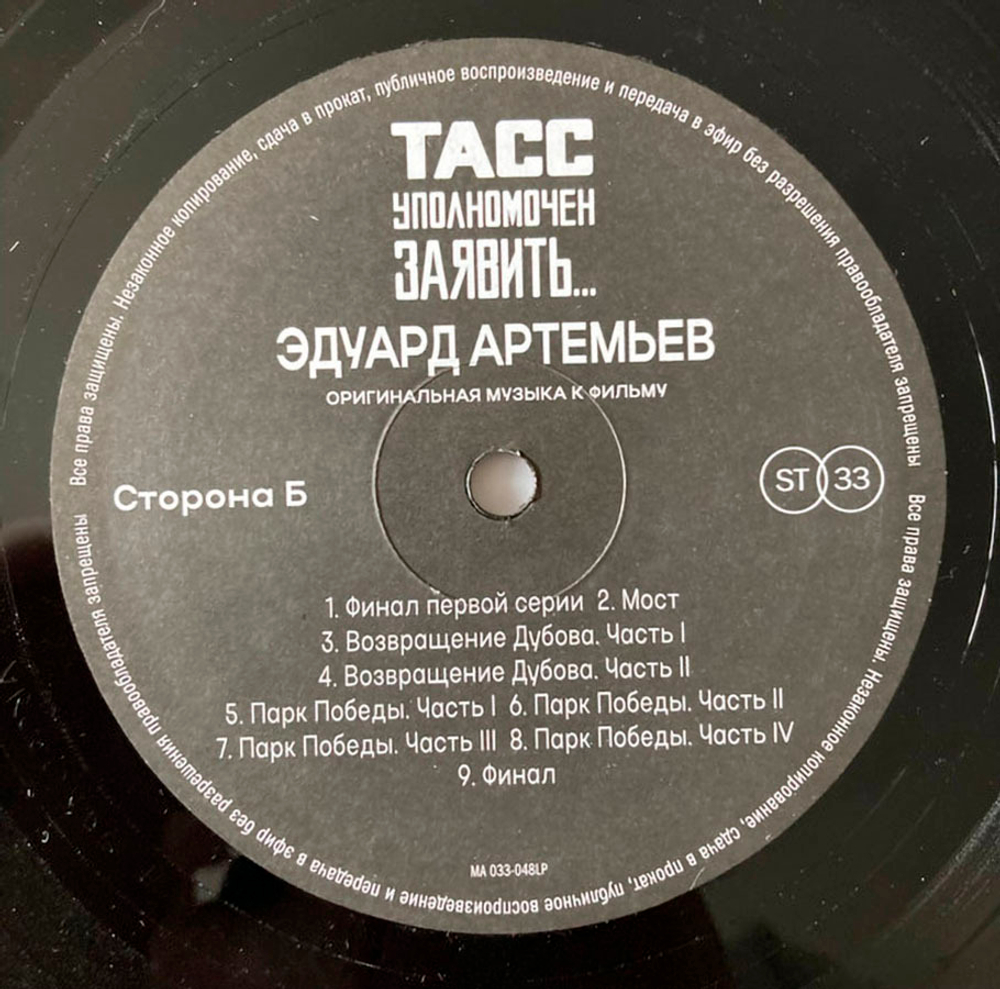 ТАСС
УПОЛНОМОЧЕН
ЗАЯВИТЬ...
ЭДУАРД АРТЕМЬЕВ
ОРИГИНАЛЬНАЯ МУЗЫКА К ФИЛЬМУ
Сторона Б
ST 33
1. Финал первой серии 2. Мост
3. Возвращение Дубова. Часть I
4. Возвращение Дубова. Часть II
5. Парк Победы. Часть I 6. Парк Победы. Часть II
7. Парк Победы. Часть III 8. Парк Победы. Часть IV
9. Финал
MA 033-048LP
Все права защищены. Незаконное копирование, сдача в прокат, публичное воспроизведение и передача в эфир без разрешения правообладателя запрещены
Все права защищены. Незаконное копирование, сдача в прокат, публичное воспроизведение и передача в эфир без разрешения правообладателя запрещены